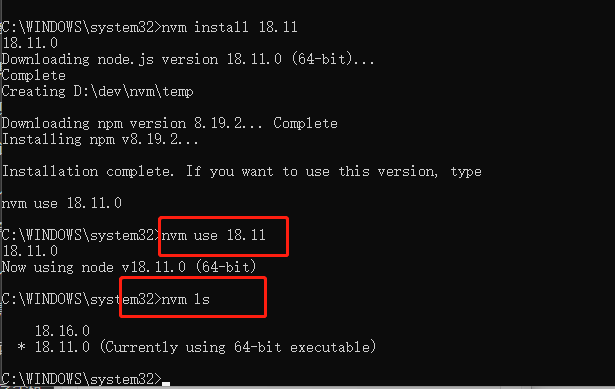 C:\WINDOWS\system32>nvm install 18.11
18.11.0
Downloading node.js version 18.11.0 (64-bit)...
Complete
Creating D:\dev\nvm\temp
Downloading npm version 8.19.2... Complete
Installing npm v8.19.2...
Installation complete. If you want to use this version, type
nvm use 18.11.0
C:\WINDOWS\system32>nvm use 18.11
18.11.0
Now using node v18.11.0 (64-bit)
C:\WINDOWS\system32>nvm ls
18.16.0
* 18.11.0 (Currently using 64-bit executable)
C:\WINDOWS\system32>